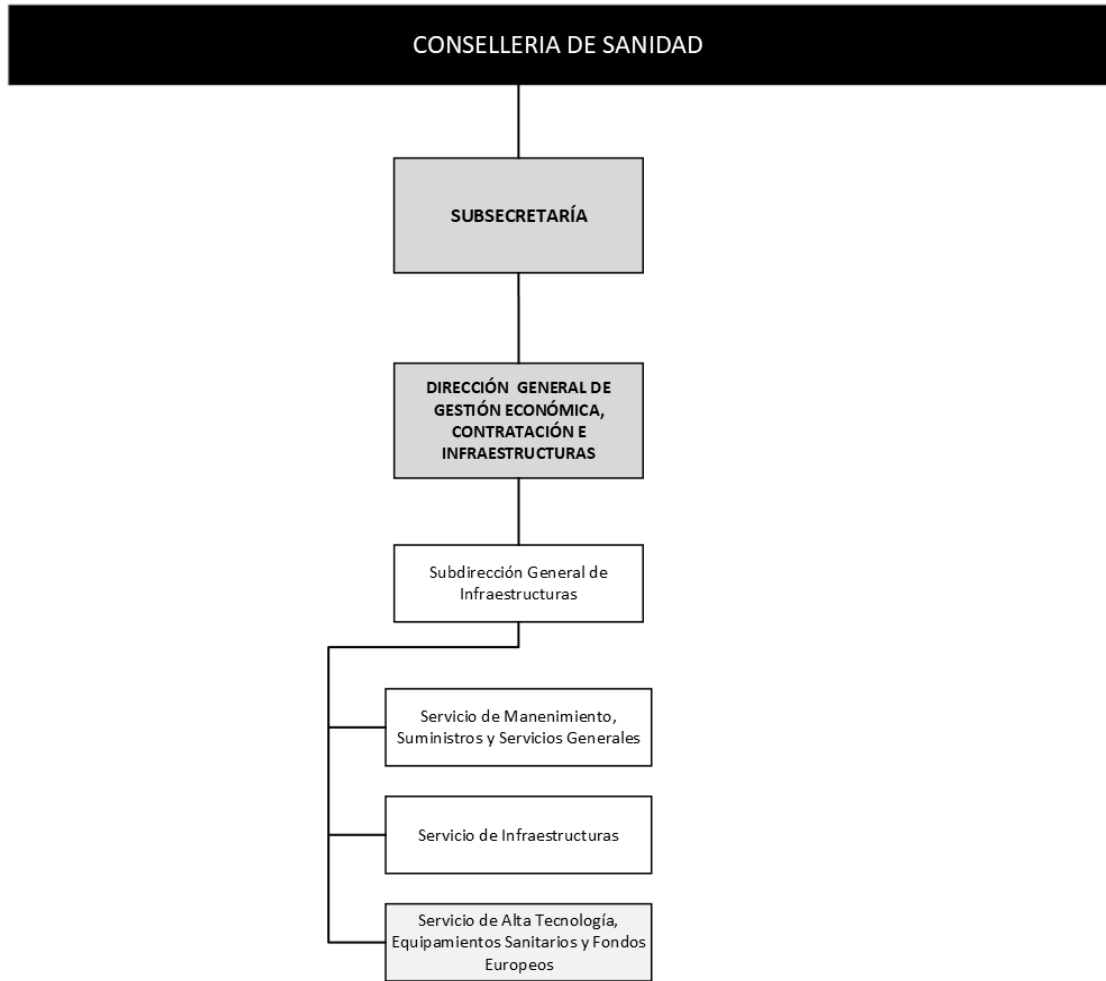 CONSELLERIA DE SANIDAD
SUBSECRETARÍA
DIRECCIÓN GENERAL DE
GESTIÓN ECONÓMICA,
CONTRATACIÓN E
INFRAESTRUCTURAS
Subdirección General de
Infraestructuras
Servicio de Manenimiento,
Suministros y Servicios Generales
Servicio de Infraestructuras
Servicio de Alta Tecnología,
Equipamientos Sanitarios y Fondos
Europeos